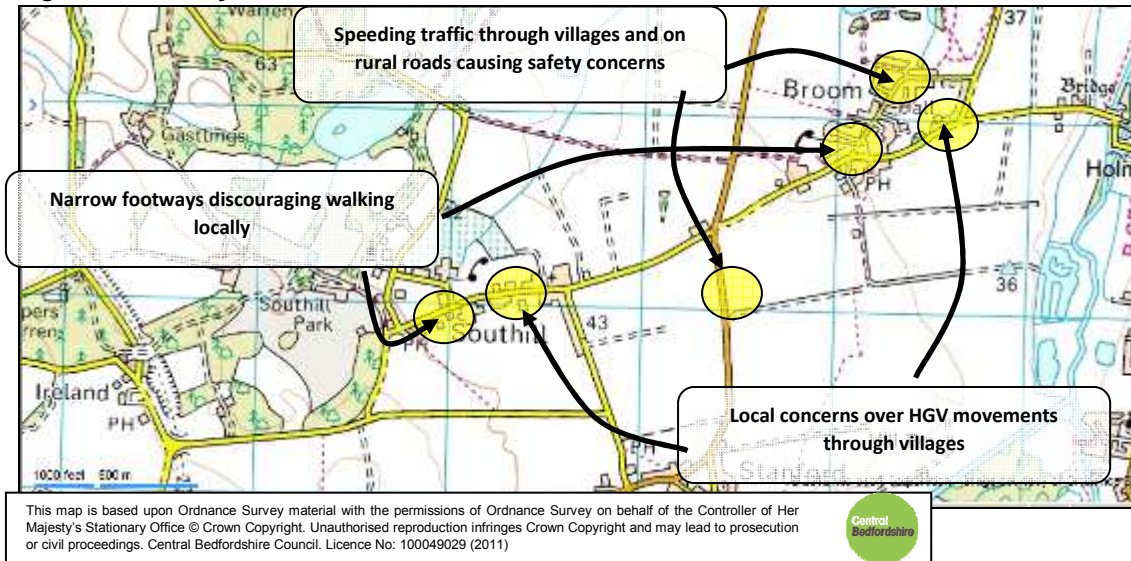 Warren
63
37
Speeding traffic through villages and on
rural roads causing safety concerns
Broom
Bridge
Gastlings
Holm
PH
Narrow footways discouraging walking
locally
Southill
Park
Southill
43
36
PH
Ireland
PH
Local concerns over HGV movements
through villages
PH
Stanford
1000 feet 500 m
This map is based upon Ordnance Survey material with the permissions of Ordnance Survey on behalf of the Controller of Her
Majesty's Stationary Office © Crown Copyright. Unauthorised reproduction infringes Crown Copyright and may lead to prosecution
or civil proceedings. Central Bedfordshire Council. Licence No: 100049029 (2011)
Central
Bedfordshire